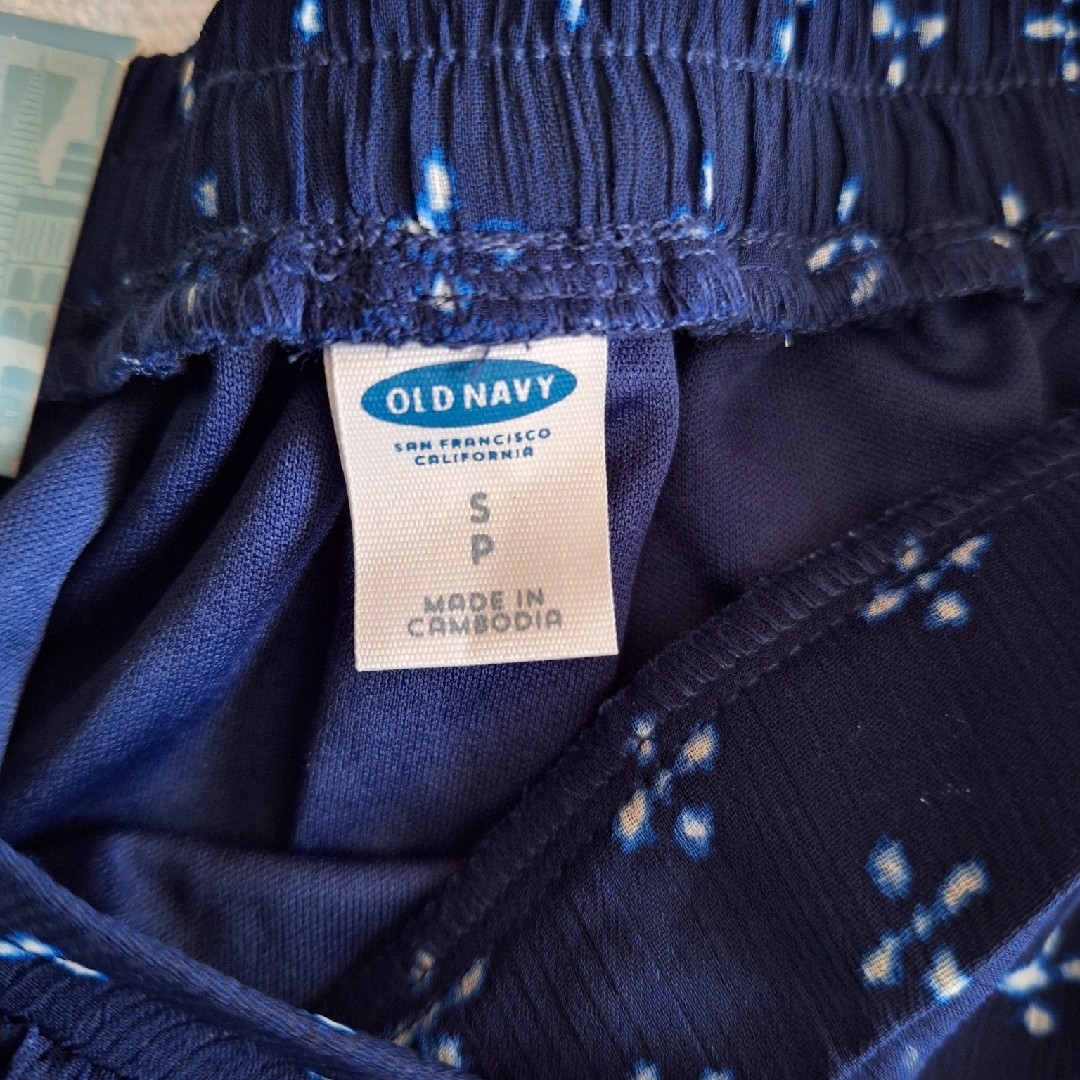 OLD NAVY
SAN FRANCISCO
CALIFORNIA
S
P
MADE IN
CAMBODIA